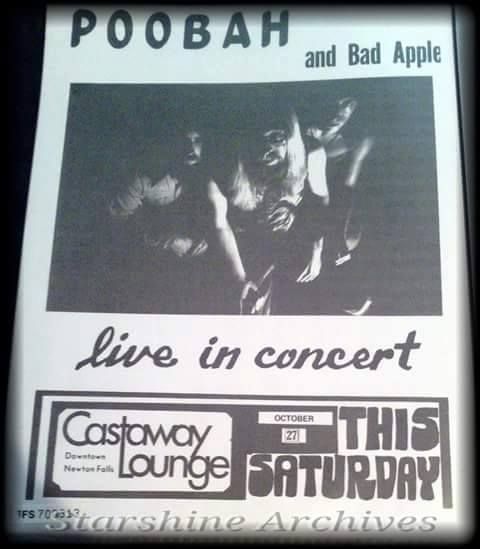 POOBAH
and Bad Apple
live in concert
Castaway Lounge
Downtown
Newton Falls
OCTOBER
27
THIS
SATURDAY
Starshine Archives